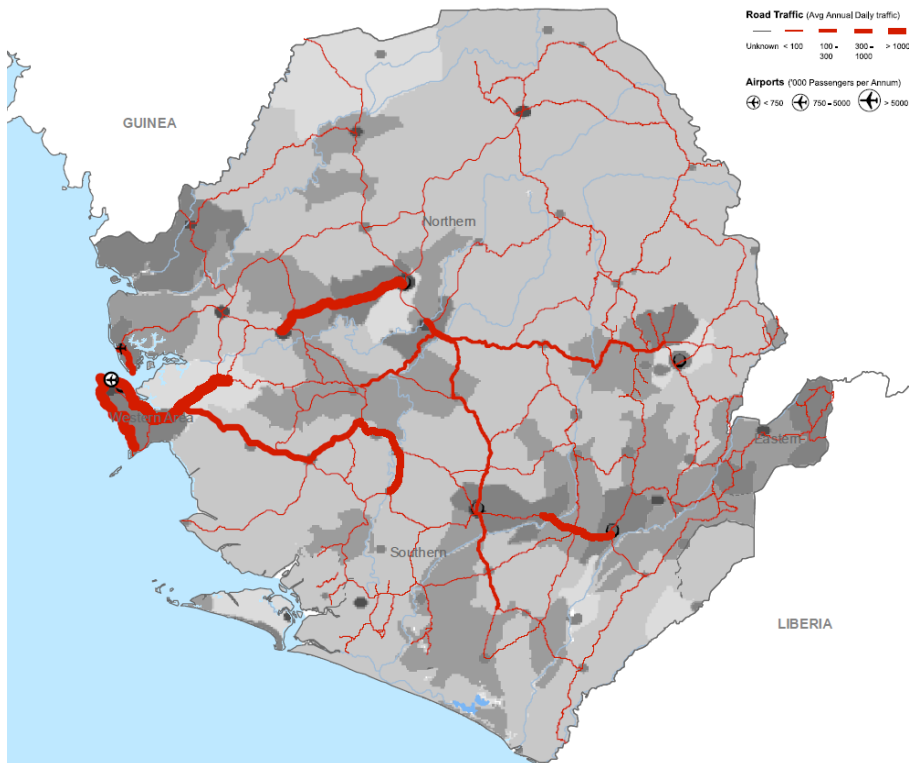 Road Traffic (Avg Annual Daily traffic)
Unknown < 100 100 - 300 300 - 1000 > 1000
Airports ('000 Passengers per Annum)
< 750 750 - 5000 > 5000
GUINEA
Northern
Western Area
Eastern
Southern
LIBERIA